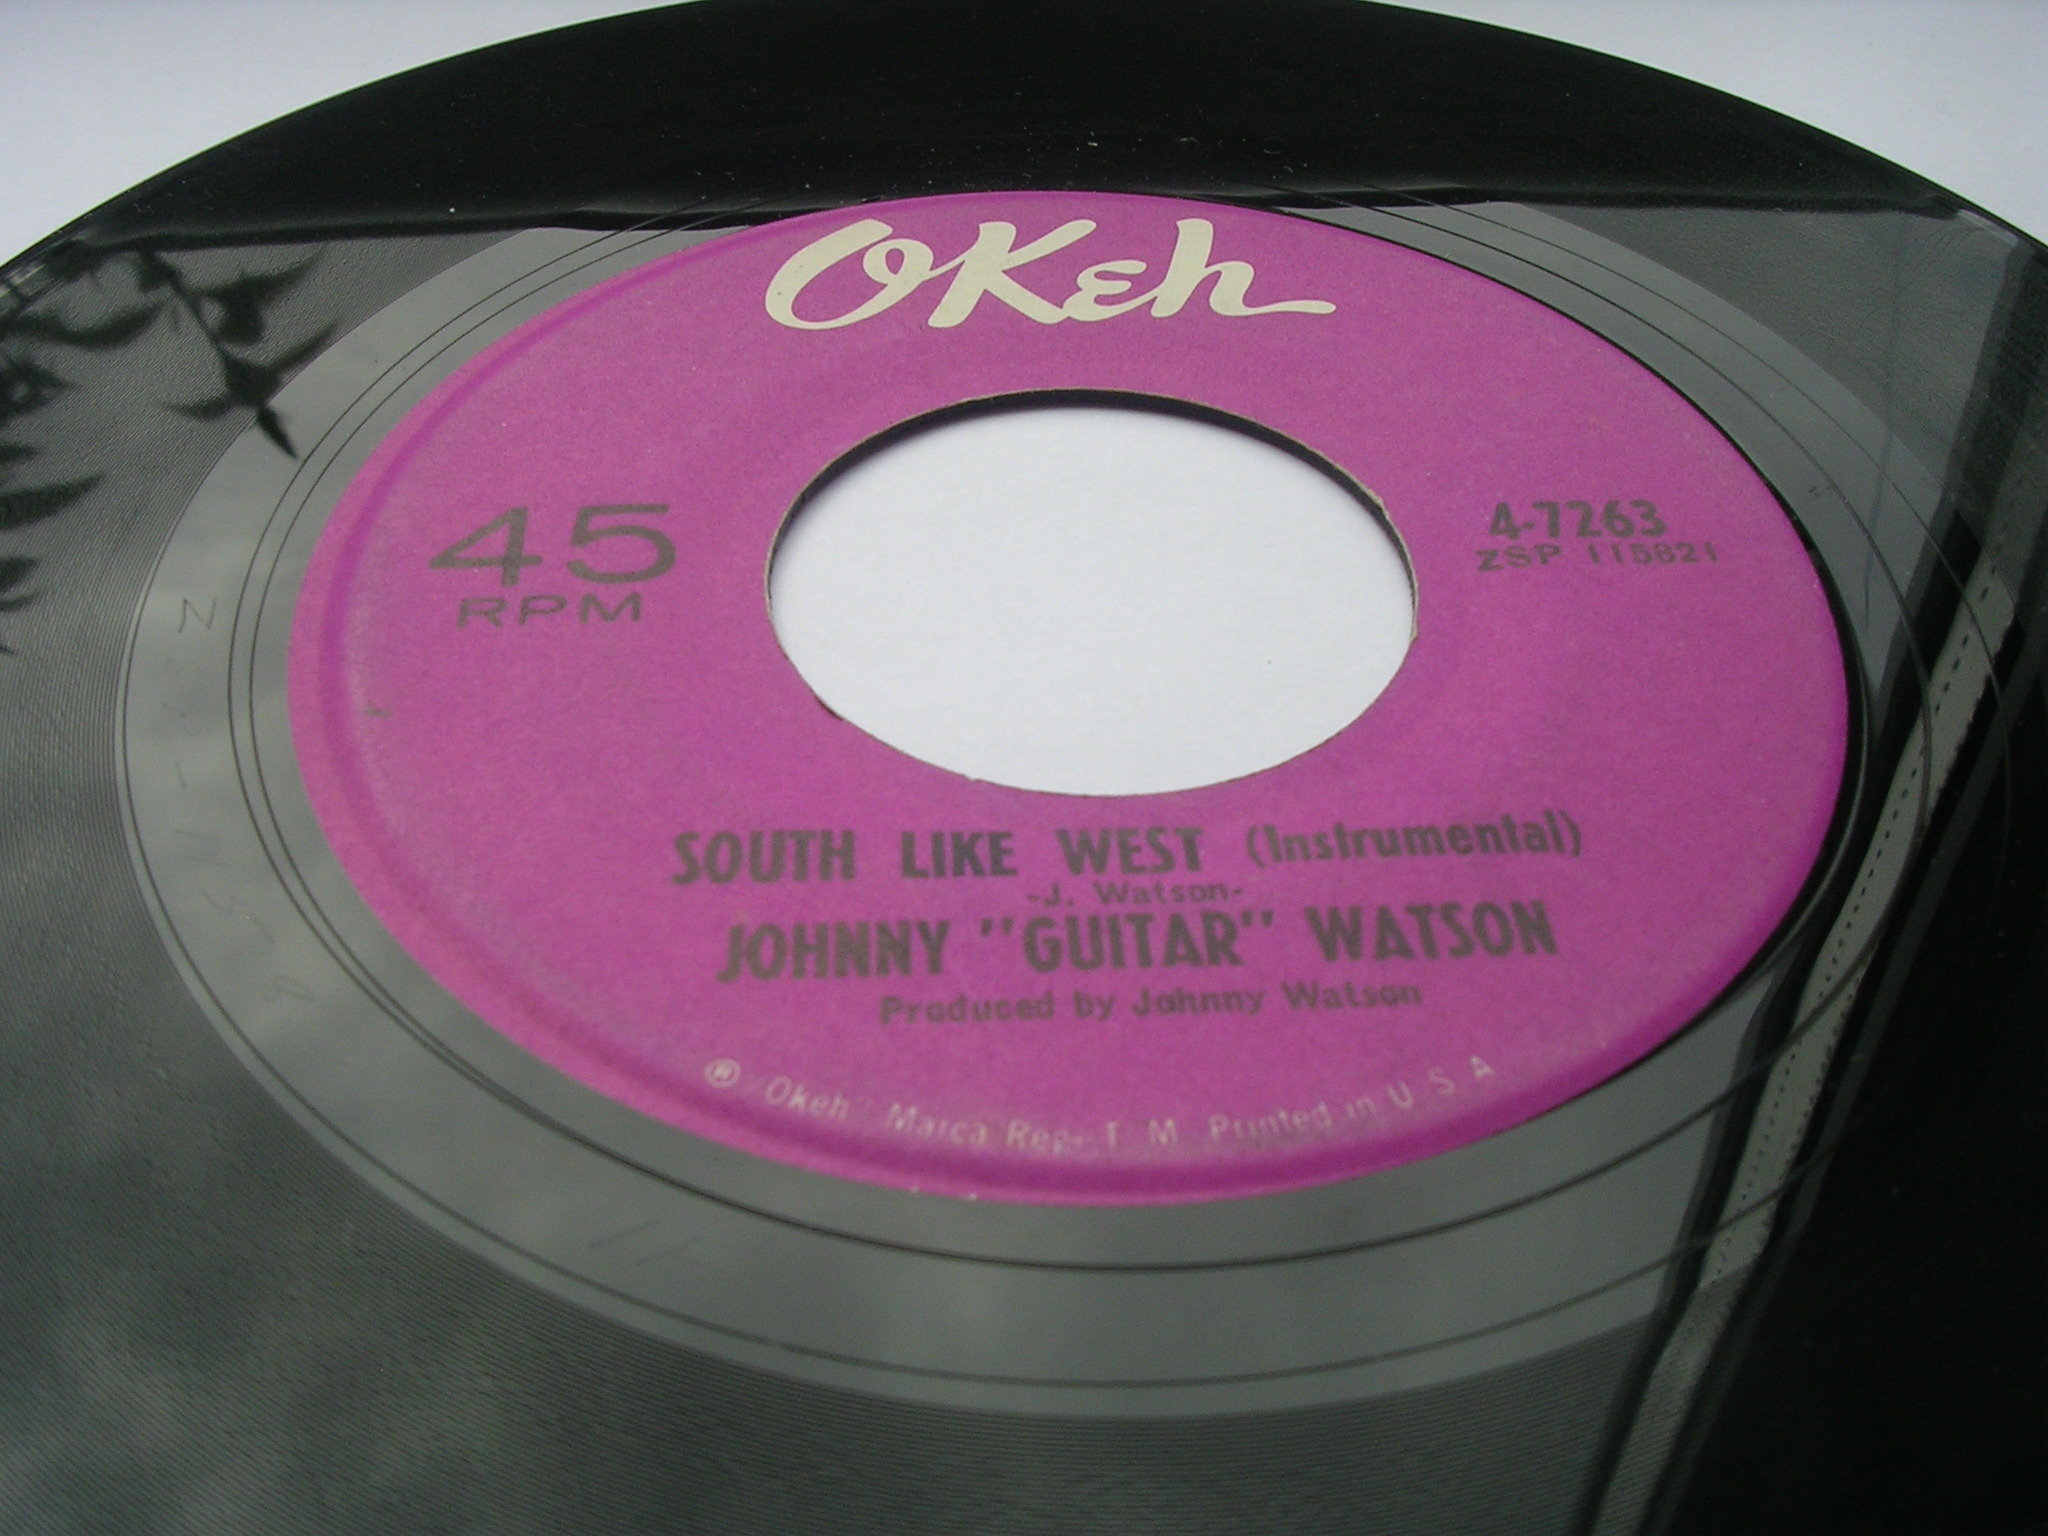 OKeh
45
RPM
4-7263
ZSP 115821
SOUTH LIKE WEST (Instrumental)
-J. Watson-
JOHNNY "GUITAR" WATSON
Produced by Johnny Watson
® "Okeh", Marca Reg. T. M. Printed in U. S. A.